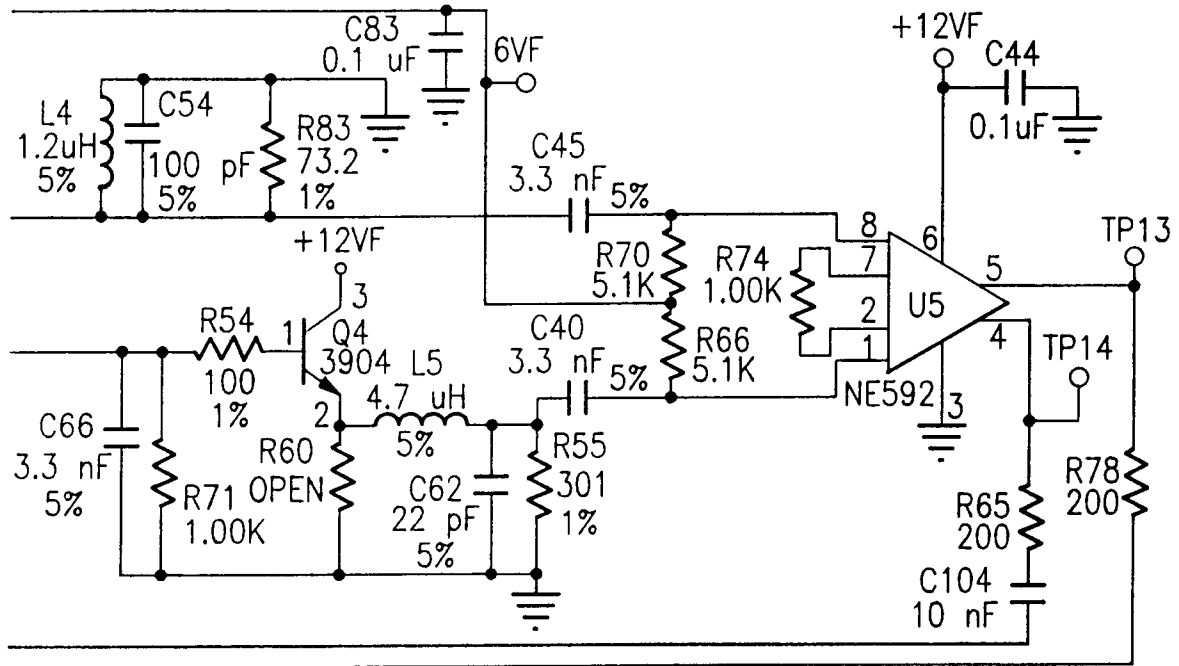 C83
0.1 uF
6VF
+12VF
C44
0.1uF
L4
1.2uH
5%
C54
100 pF
5%
R83
73.2
1%
C45
3.3 nF
5%
+12VF
3
1
Q4
3904
2
R54
100
1%
R70
5.1K
R74
1.00K
8
7
2
1
6
U5
5
4
3
NE592
TP13
TP14
C40
3.3 nF
5%
R66
5.1K
L5
4.7 uH
5%
C66
3.3 nF
5%
R71
1.00K
R60
OPEN
C62
22 pF
5%
R55
301
1%
R65
200
R78
200
C104
10 nF